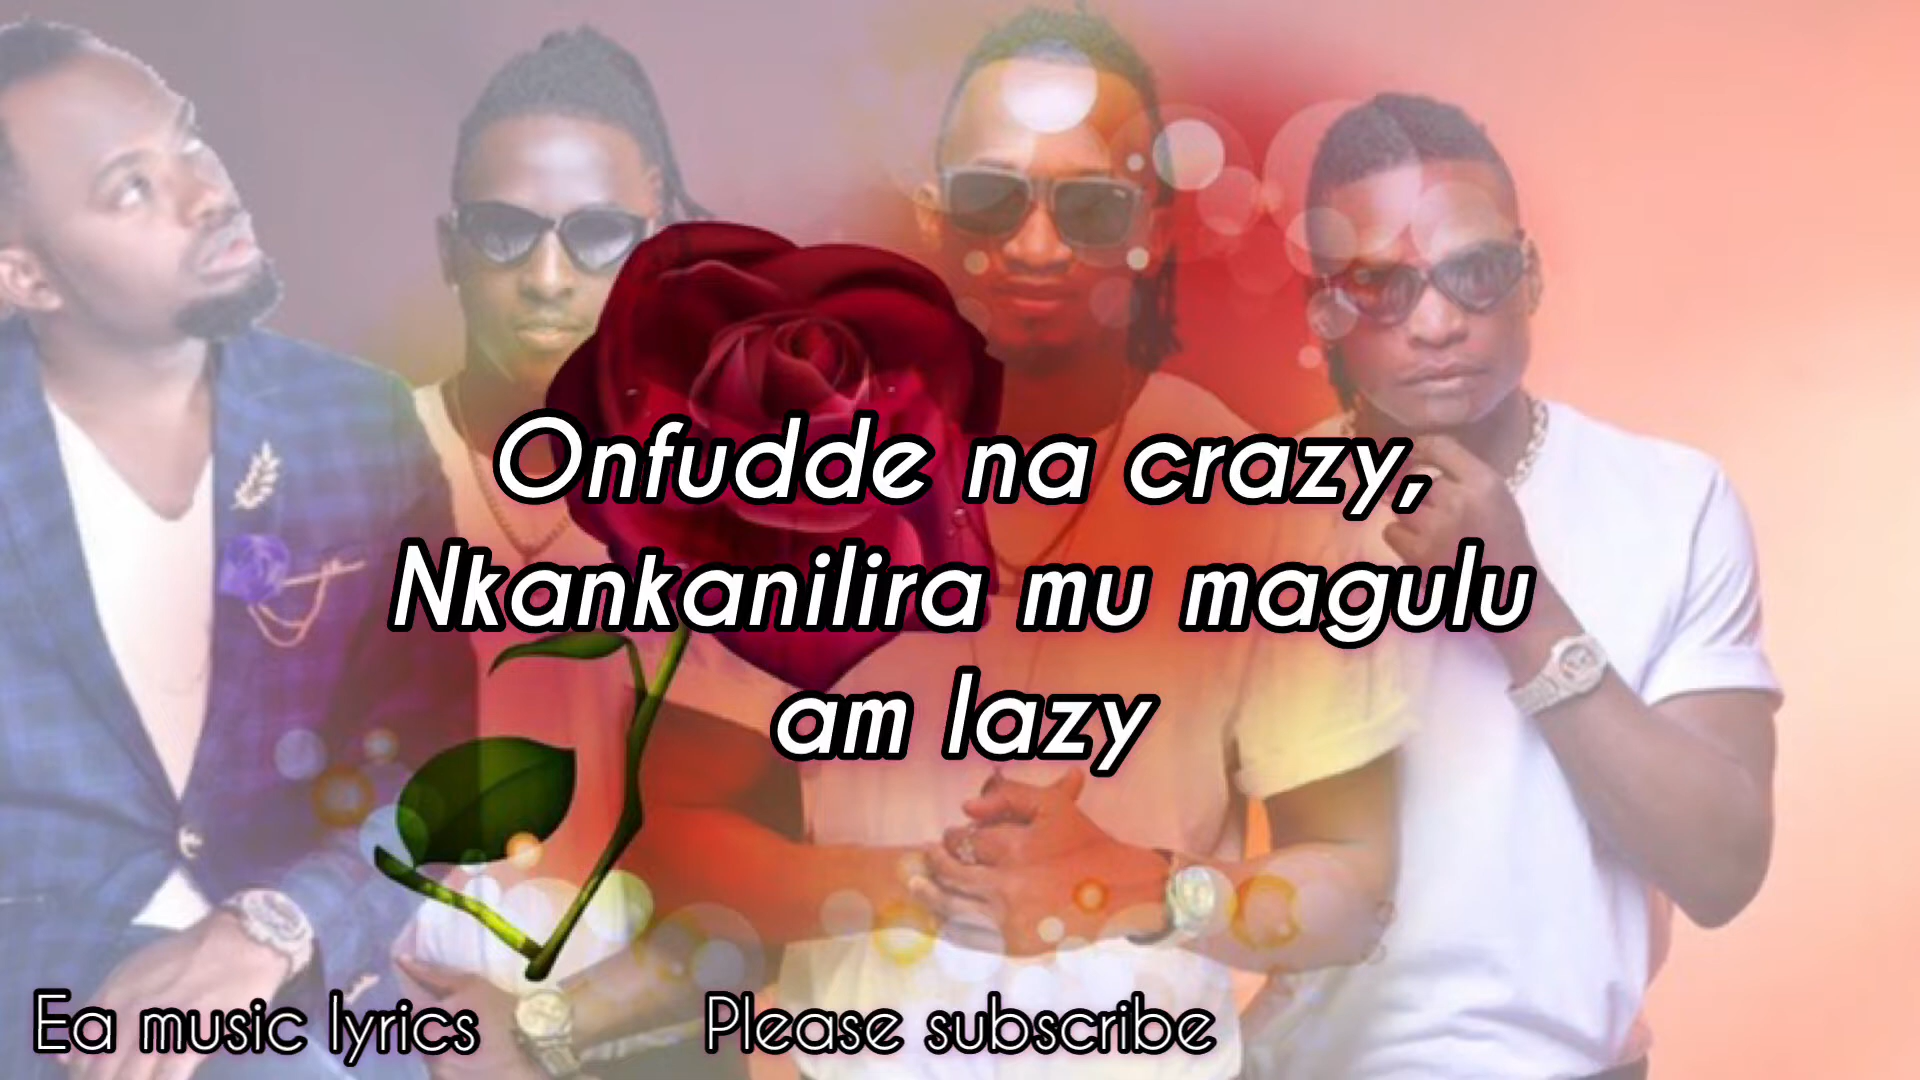 Onfudde na crazy,
Nkankanilira mu magulu
am lazy
Ea music lyrics
Please subscribe